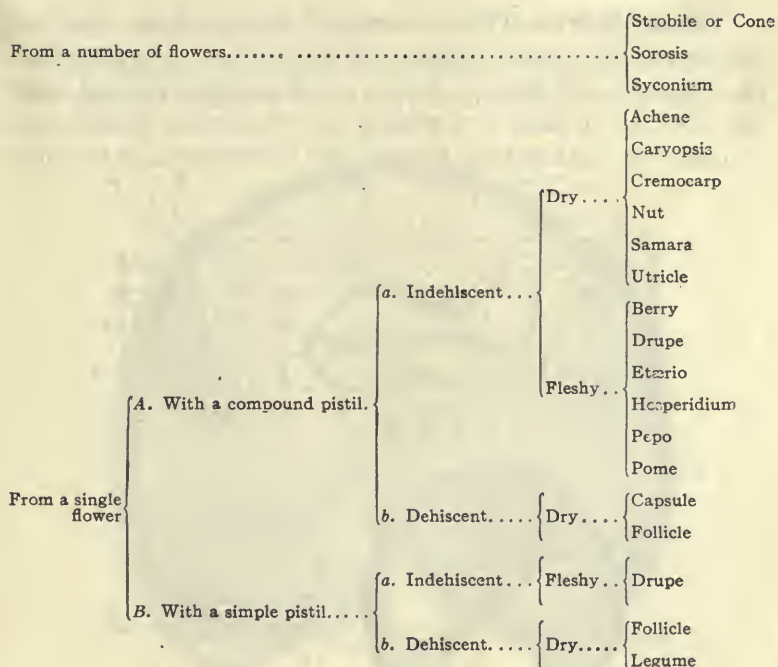 Strobile or Cone
From a number of flowers....... ....................................
Sorosis
Syconium
Achene
Caryopsis
Cremocarp
Dry....
Nut
Samara
Utricle
a. Indehiscent...
Berry
Drupe
Etærio
Fleshy..
Hesperidium
A. With a compound pistil.
Pepo
Pome
From a single
flower
b. Dehiscent.....
Dry....
Capsule
Follicle
a. Indehiscent...
Fleshy..
Drupe
B. With a simple pistil.....
b. Dehiscent.....
Dry.....
Follicle
Legume